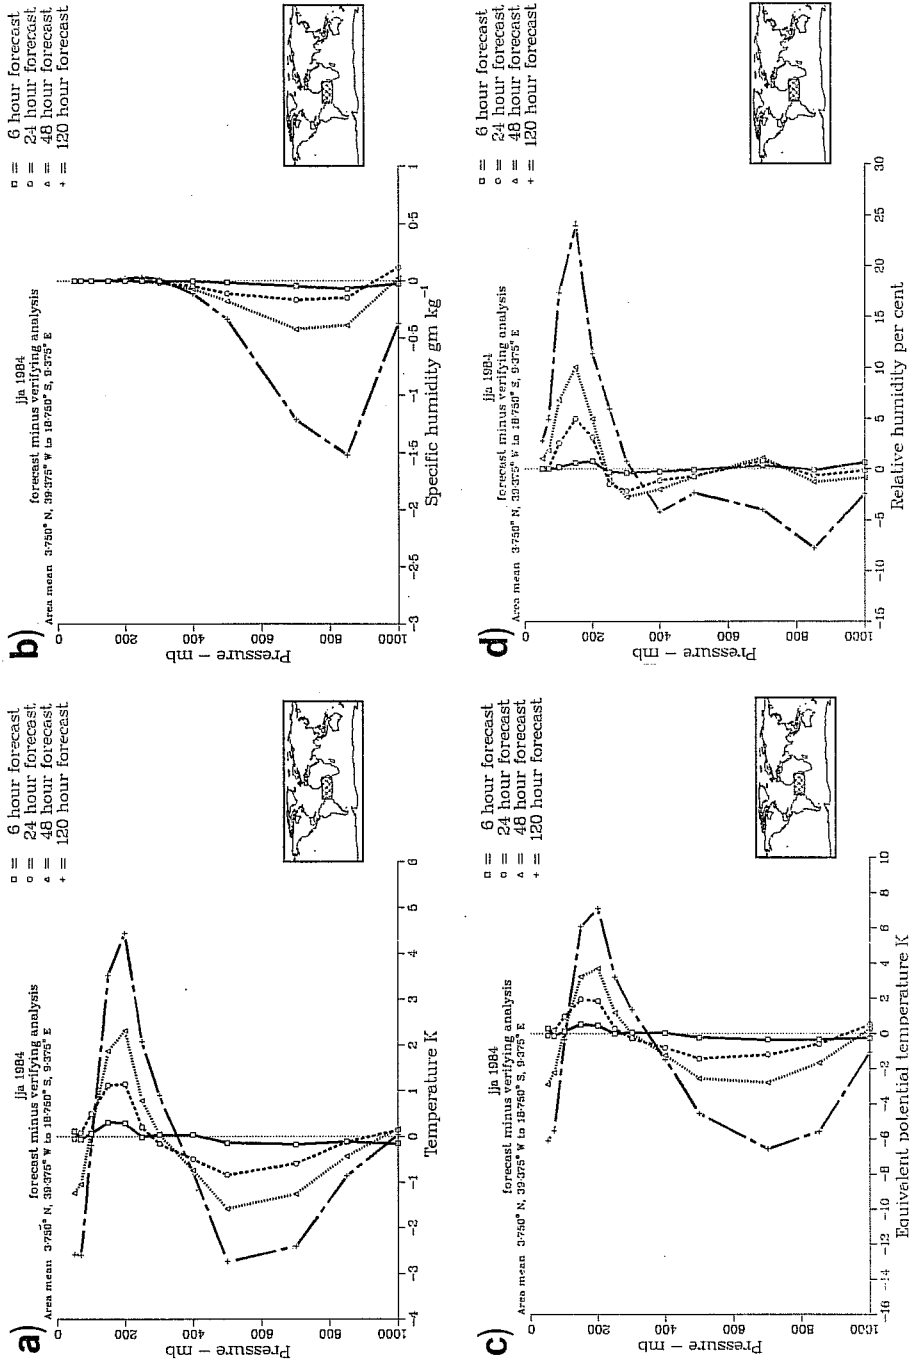 a)
jja 1984
forecast minus verifying analysis
Area mean 3·750° N, 39·375° W to 18·750° S, 9·375° E
□ = 6 hour forecast
○ = 24 hour forecast
△ = 48 hour forecast
+ = 120 hour forecast
0
200
400
600
800
1000
Pressure – mb
-4
-3
-2
-1
0
1
2
3
4
5
6
Temperature K
b)
jja 1984
forecast minus verifying analysis
Area mean 3·750° N, 39·375° W to 18·750° S, 9·375° E
□ = 6 hour forecast
○ = 24 hour forecast
△ = 48 hour forecast
+ = 120 hour forecast
0
200
400
600
800
1000
Pressure – mb
-3
-2·5
-2
-1·5
-1
-0·5
0
0·5
1
Specific humidity gm kg⁻¹
c)
jja 1984
forecast minus verifying analysis
Area mean 3·750° N, 39·375° W to 18·750° S, 9·375° E
□ = 6 hour forecast
○ = 24 hour forecast
△ = 48 hour forecast
+ = 120 hour forecast
0
200
400
600
800
1000
Pressure – mb
-16
-14
-12
-10
-8
-6
-4
-2
0
2
4
6
8
10
Equivalent potential temperature K
d)
jja 1984
forecast minus verifying analysis
Area mean 3·750° N, 39·375° W to 18·750° S, 9·375° E
□ = 6 hour forecast
○ = 24 hour forecast
△ = 48 hour forecast
+ = 120 hour forecast
0
200
400
600
800
1000
Pressure – mb
-15
-10
-5
0
5
10
15
20
25
30
Relative humidity per cent